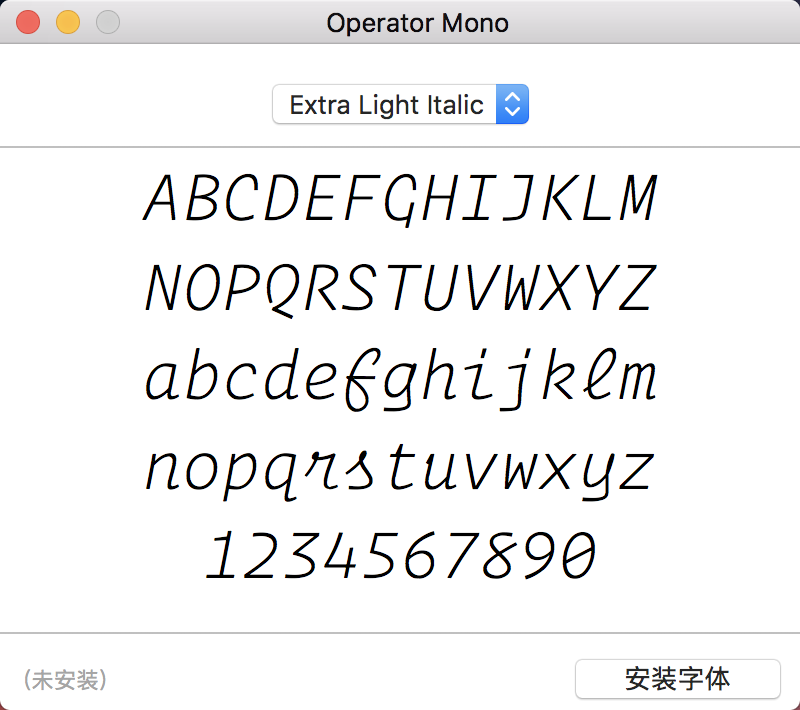 Operator Mono
Extra Light Italic
ABCDEFGHIJKLM
NOPQRSTUVWXYZ
abcdefghijklm
nopqrstuvwxyz
1234567890
(未安装)
安装字体